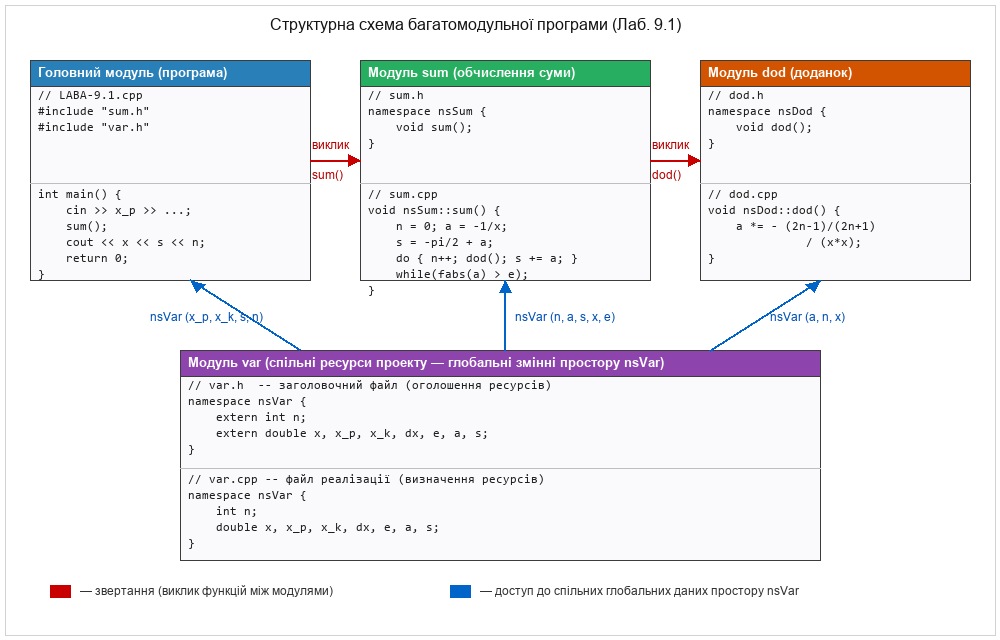 Структурна схема багатомодульної програми (Лаб. 9.1)
Головний модуль (програма)
// LABA-9.1.cpp
#include "sum.h"
#include "var.h"
int main() {
    cin >> x_p >> ...;
    sum();
    cout << x << s << n;
    return 0;
}
виклик
sum()
Модуль sum (обчислення суми)
// sum.h
namespace nsSum {
    void sum();
}
// sum.cpp
void nsSum::sum() {
    n = 0; a = -1/x;
    s = -pi/2 + a;
    do { n++; dod(); s += a; }
    while(fabs(a) > e);
}
виклик
dod()
Модуль dod (доданок)
// dod.h
namespace nsDod {
    void dod();
}
// dod.cpp
void nsDod::dod() {
    a *= - (2n-1)/(2n+1)
              / (x*x);
}
nsVar (x_p, x_k, s, n)
nsVar (n, a, s, x, e)
nsVar (a, n, x)
Модуль var (спільні ресурси проекту — глобальні змінні простору nsVar)
// var.h  -- заголовочний файл (оголошення ресурсів)
namespace nsVar {
    extern int n;
    extern double x, x_p, x_k, dx, e, a, s;
}
// var.cpp -- файл реалізації (визначення ресурсів)
namespace nsVar {
    int n;
    double x, x_p, x_k, dx, e, a, s;
}
— звертання (виклик функцій між модулями)
— доступ до спільних глобальних даних простору nsVar